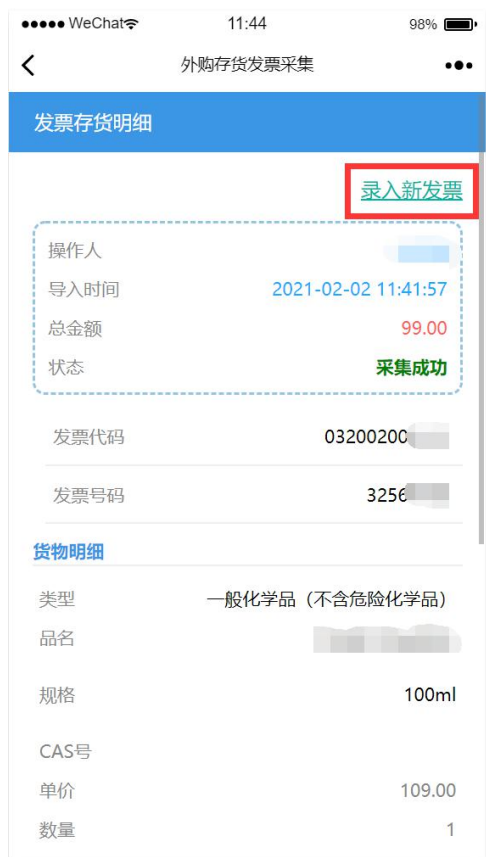 WeChat 11:44 98%
外购存货发票采集
发票存货明细
录入新发票
操作人
导入时间 2021-02-02 11:41:57
总金额 99.00
状态 采集成功
发票代码 03200200
发票号码 3256
货物明细
类型 一般化学品（不含危险化学品）
品名
规格 100ml
CAS号
单价 109.00
数量 1